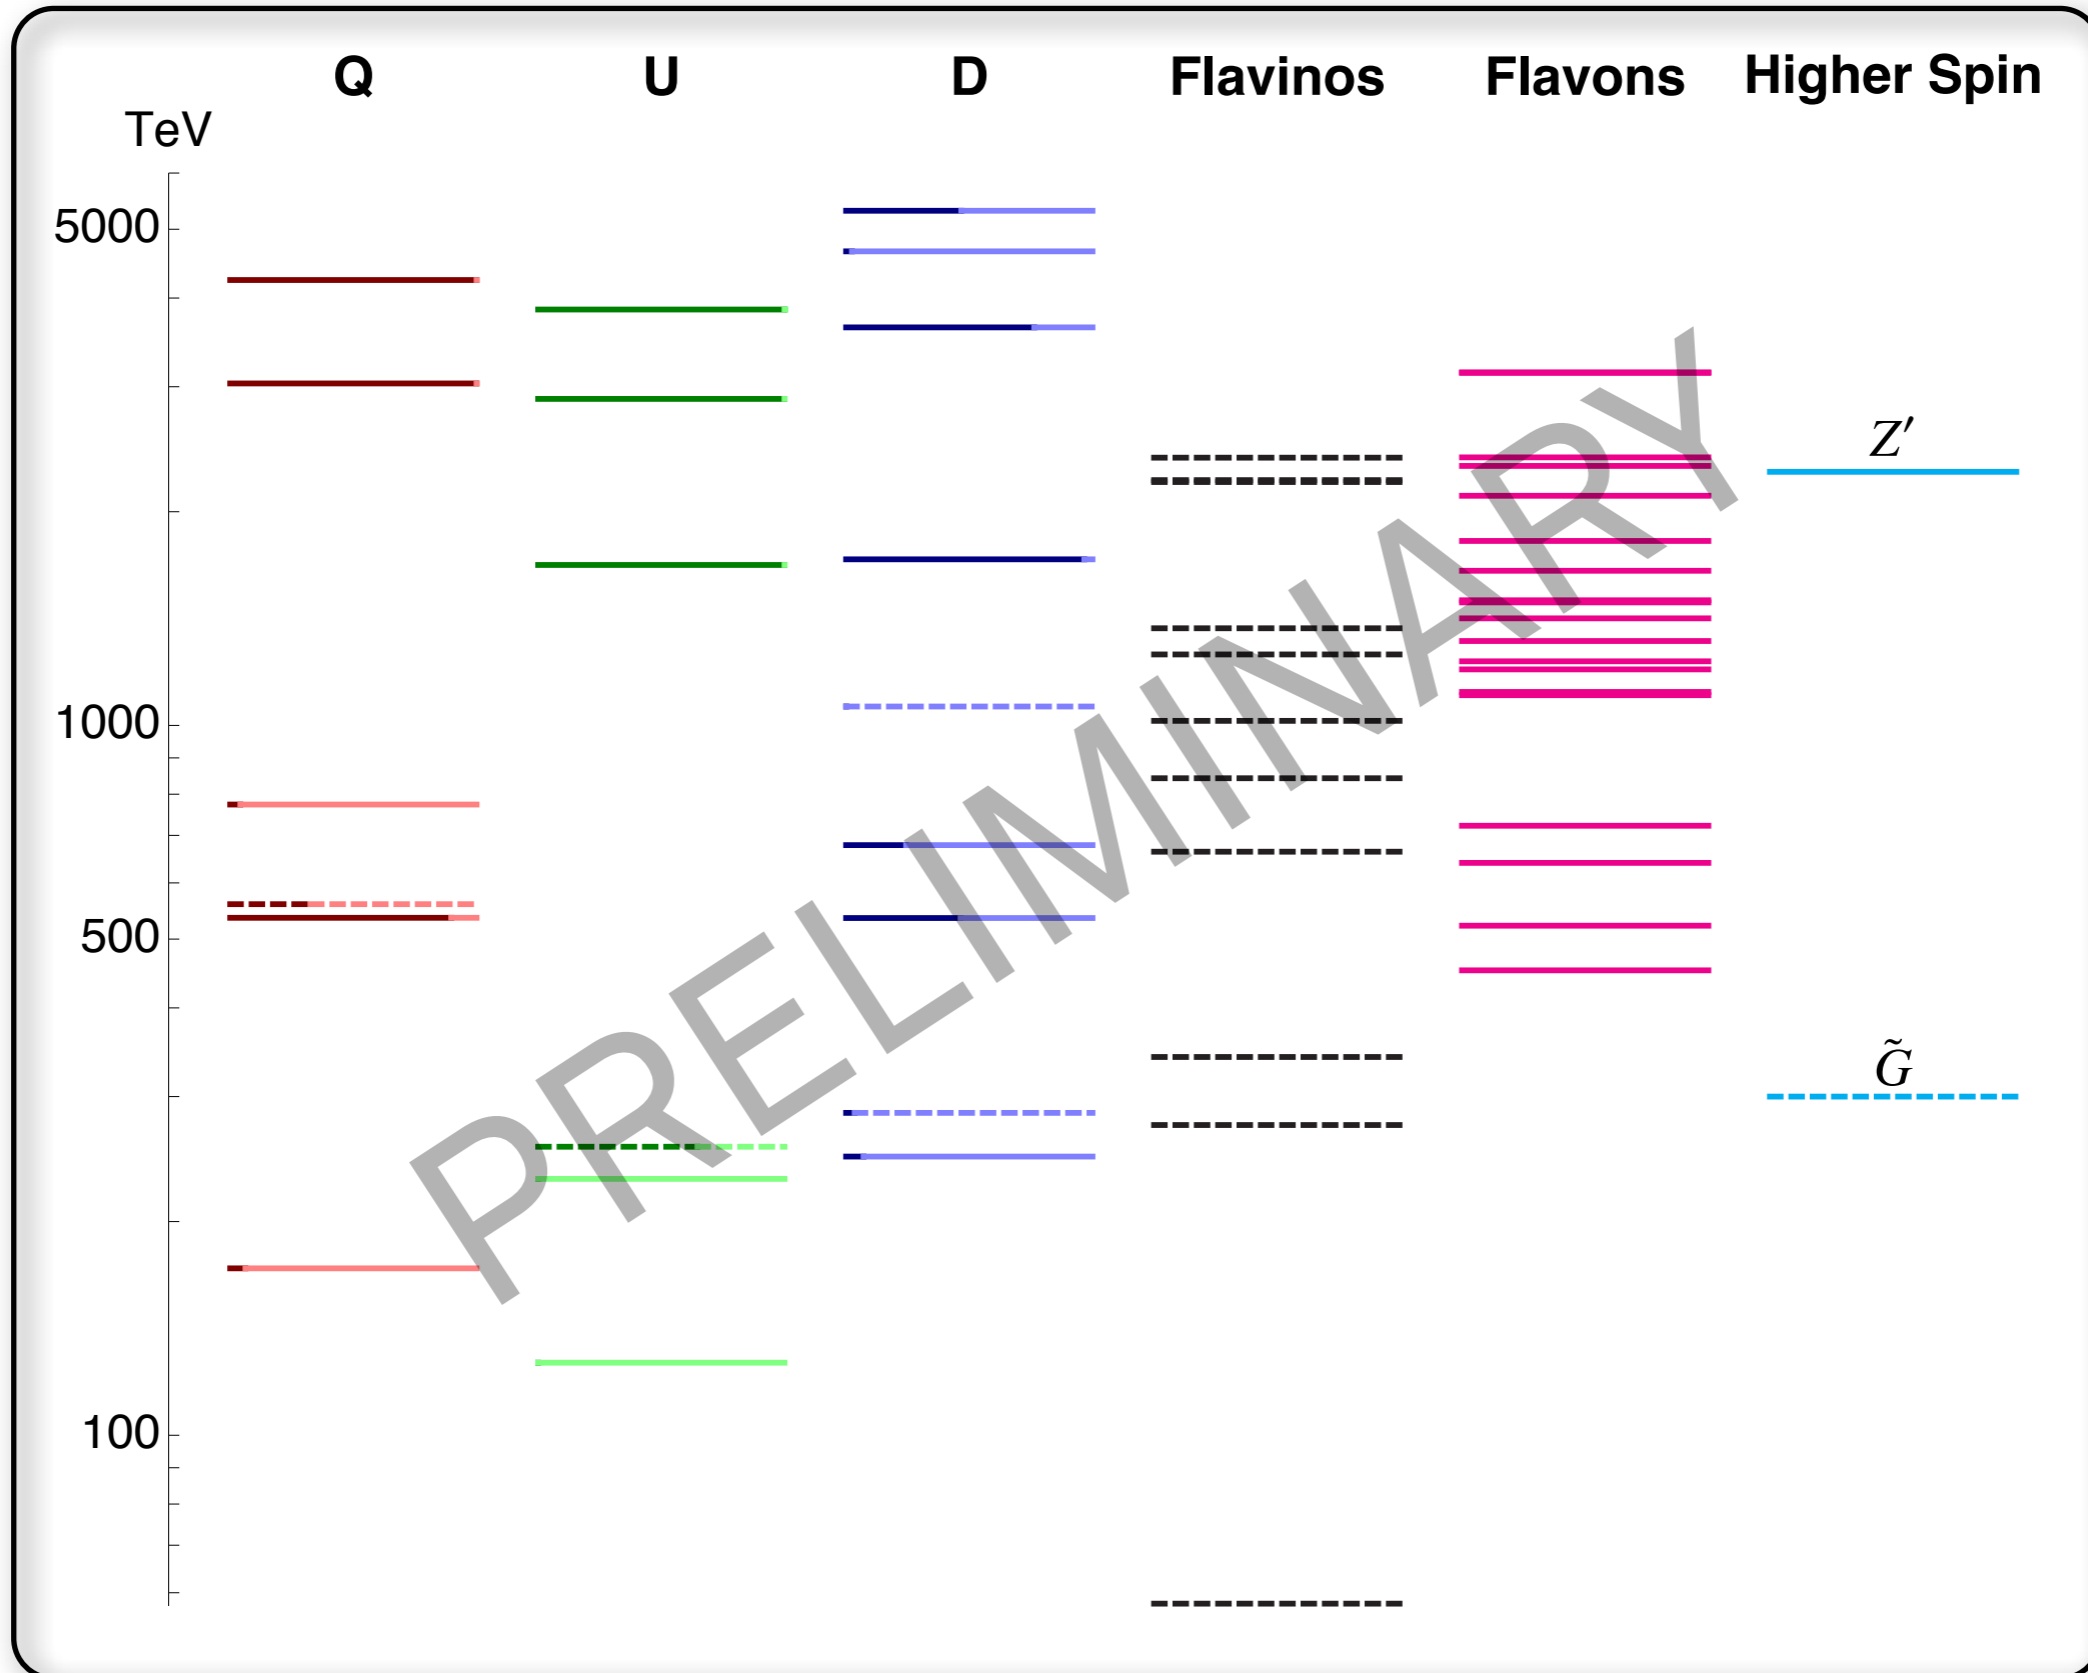 Q U D Flavinos Flavons Higher Spin
TeV
5000
Z′
1000
500
G̃
100
PRELIMINARY